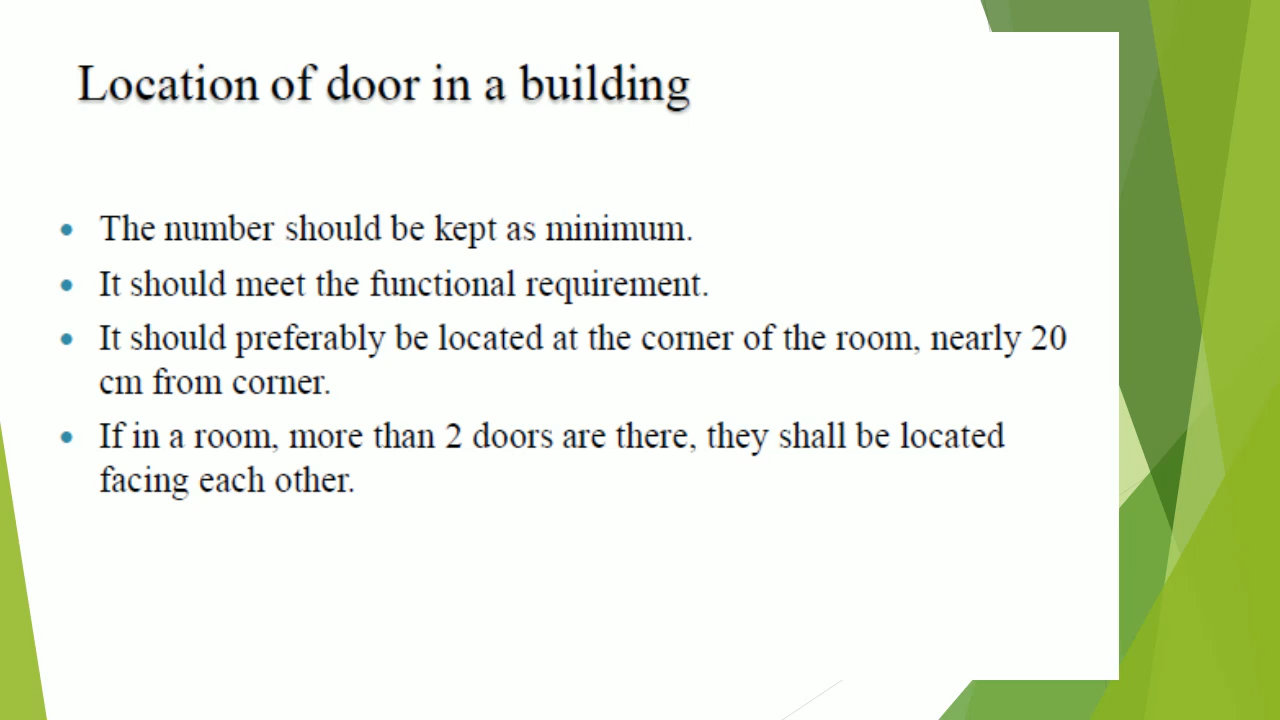 Location of door in a building
• The number should be kept as minimum.
• It should meet the functional requirement.
• It should preferably be located at the corner of the room, nearly 20
cm from corner.
• If in a room, more than 2 doors are there, they shall be located
facing each other.